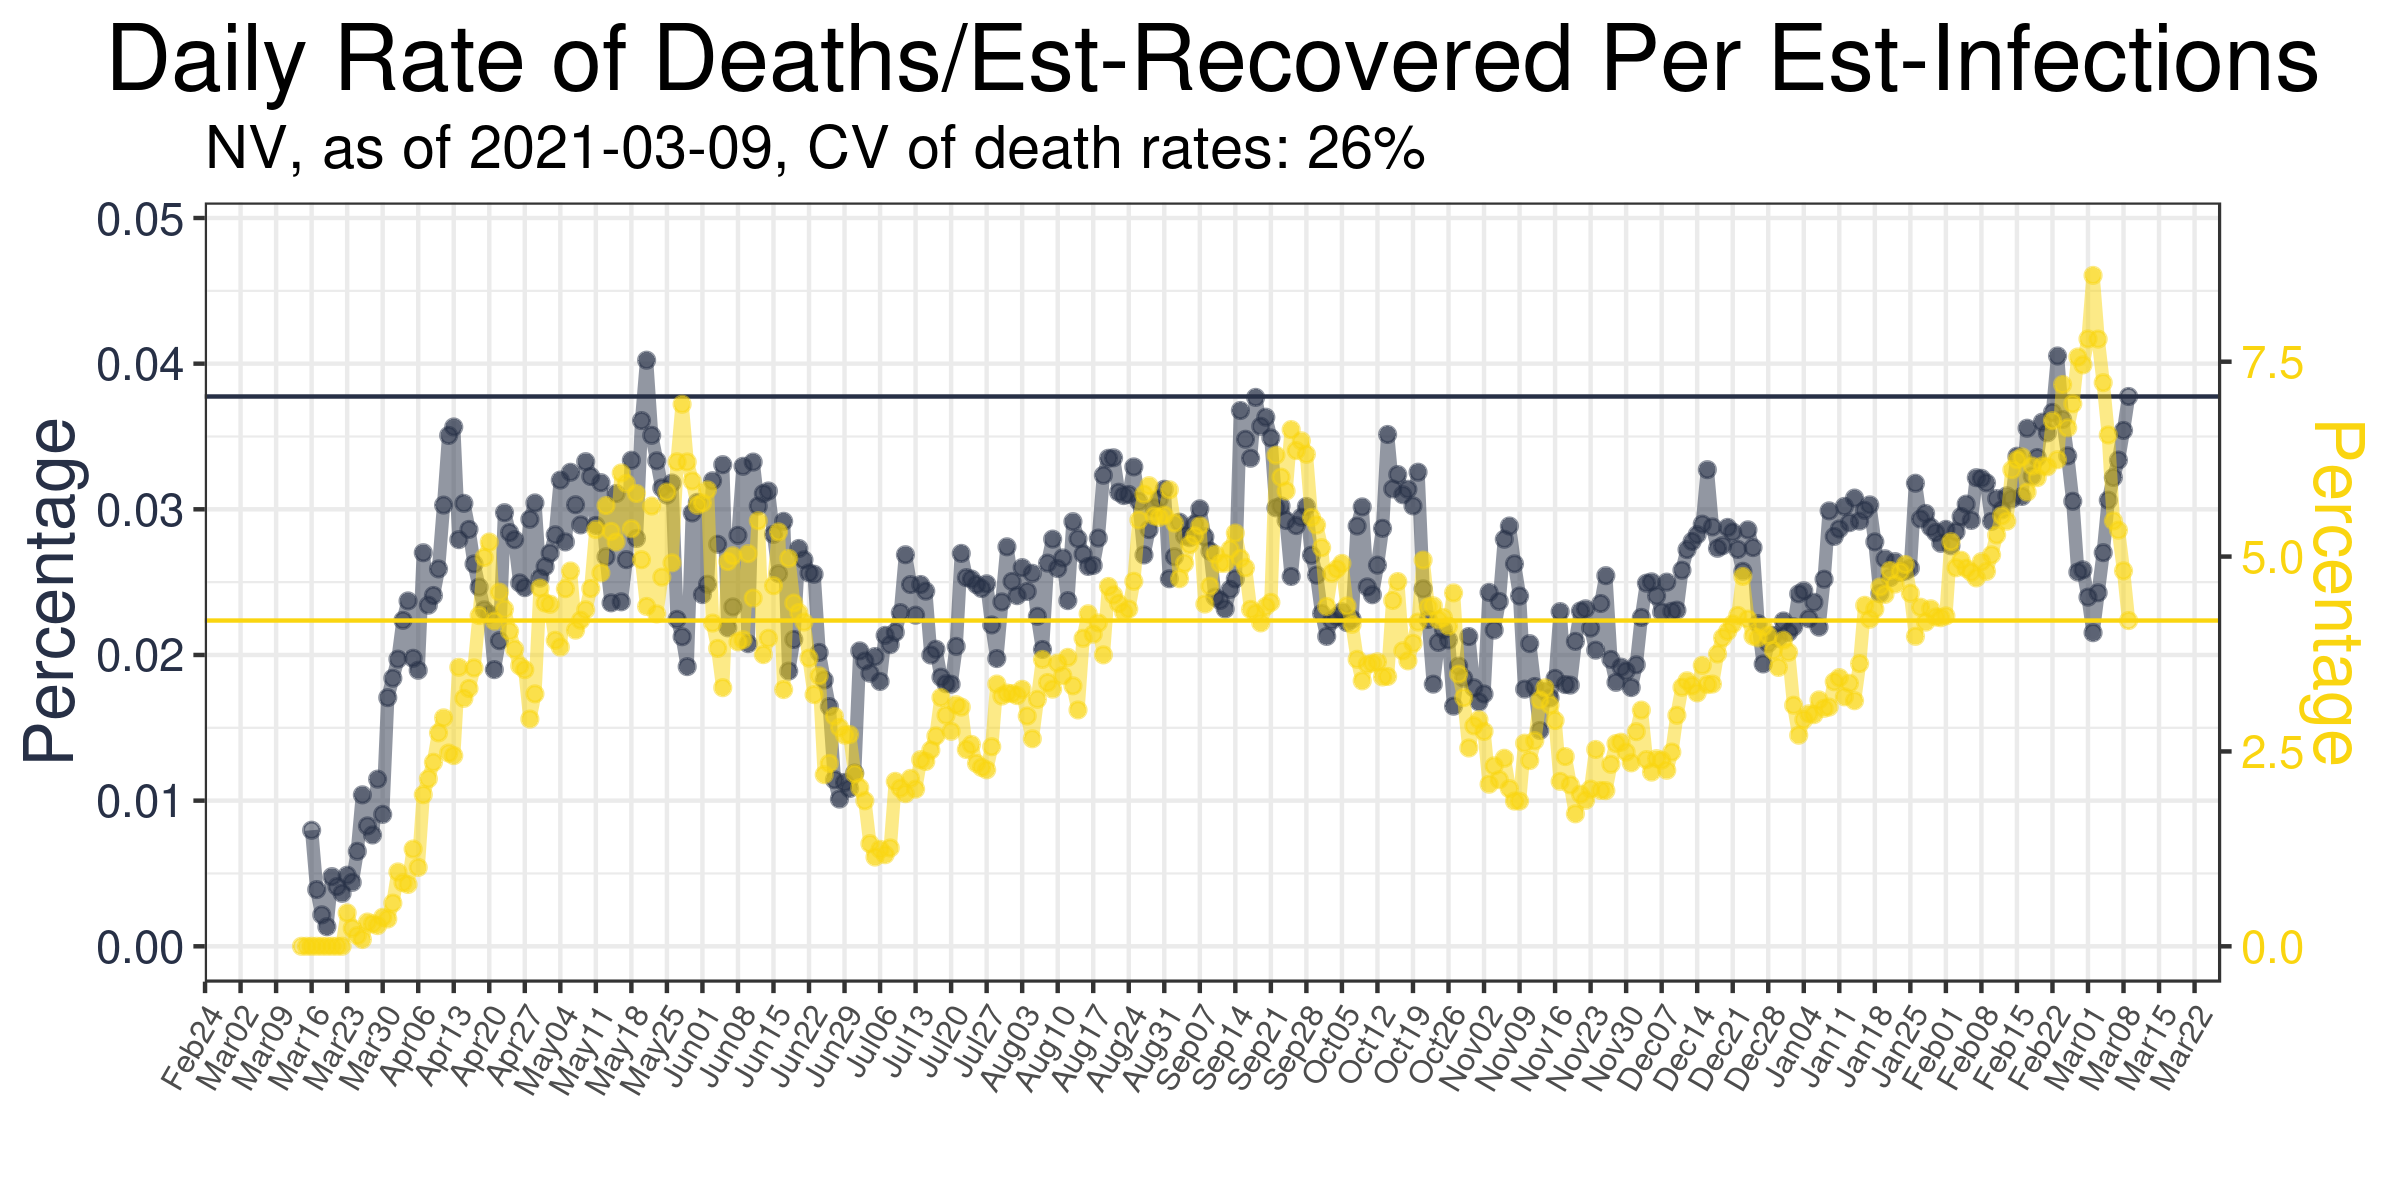 Daily Rate of Deaths/Est-Recovered Per Est-Infections
NV, as of 2021-03-09, CV of death rates: 26%
Percentage
0.05
0.04
0.03
0.02
0.01
0.00
7.5
5.0
2.5
0.0
Percentage
Feb24
Mar02
Mar09
Mar16
Mar23
Mar30
Apr06
Apr13
Apr20
Apr27
May04
May11
May18
May25
Jun01
Jun08
Jun15
Jun22
Jun29
Jul06
Jul13
Jul20
Jul27
Aug03
Aug10
Aug17
Aug24
Aug31
Sep07
Sep14
Sep21
Sep28
Oct05
Oct12
Oct19
Oct26
Nov02
Nov09
Nov16
Nov23
Nov30
Dec07
Dec14
Dec21
Dec28
Jan04
Jan11
Jan18
Jan25
Feb01
Feb08
Feb15
Feb22
Mar01
Mar08
Mar15
Mar22